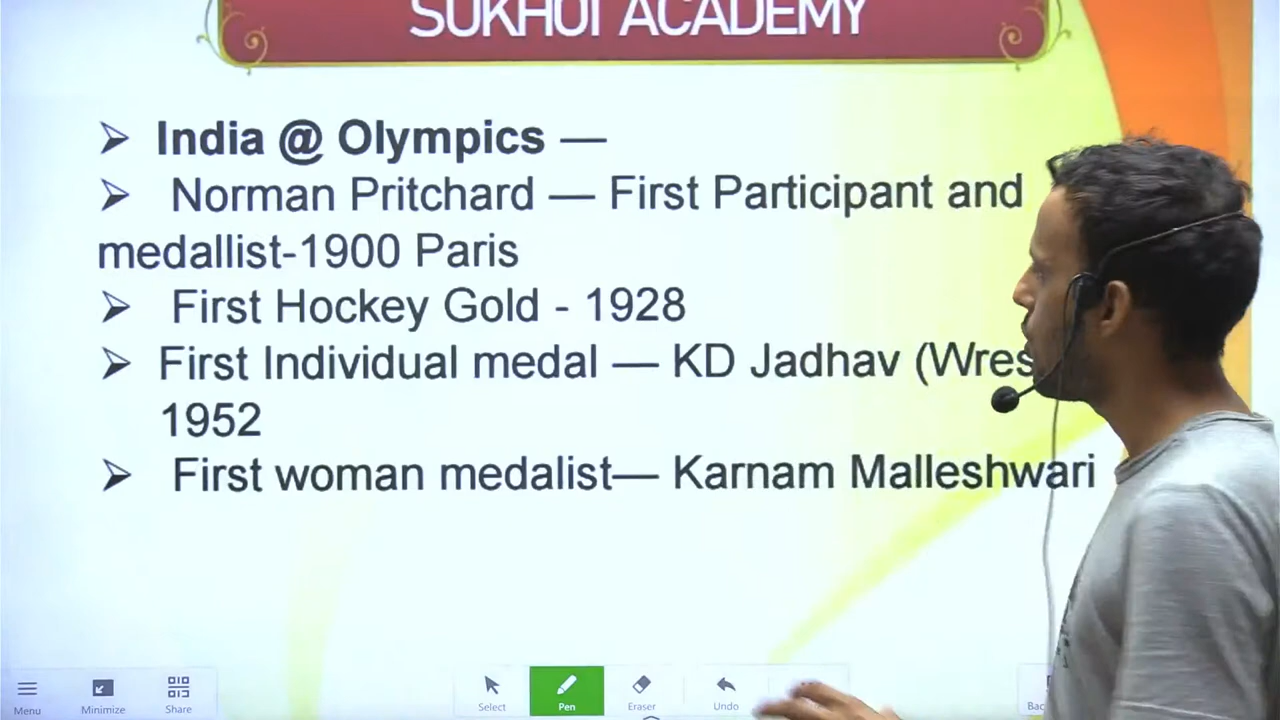 SUKHOI ACADEMY
India @ Olympics —
Norman Pritchard — First Participant and
medallist-1900 Paris
First Hockey Gold - 1928
First Individual medal — KD Jadhav (Wres
1952
First woman medalist— Karnam Malleshwari
Menu
Minimize
Share
Select
Pen
Eraser
Undo